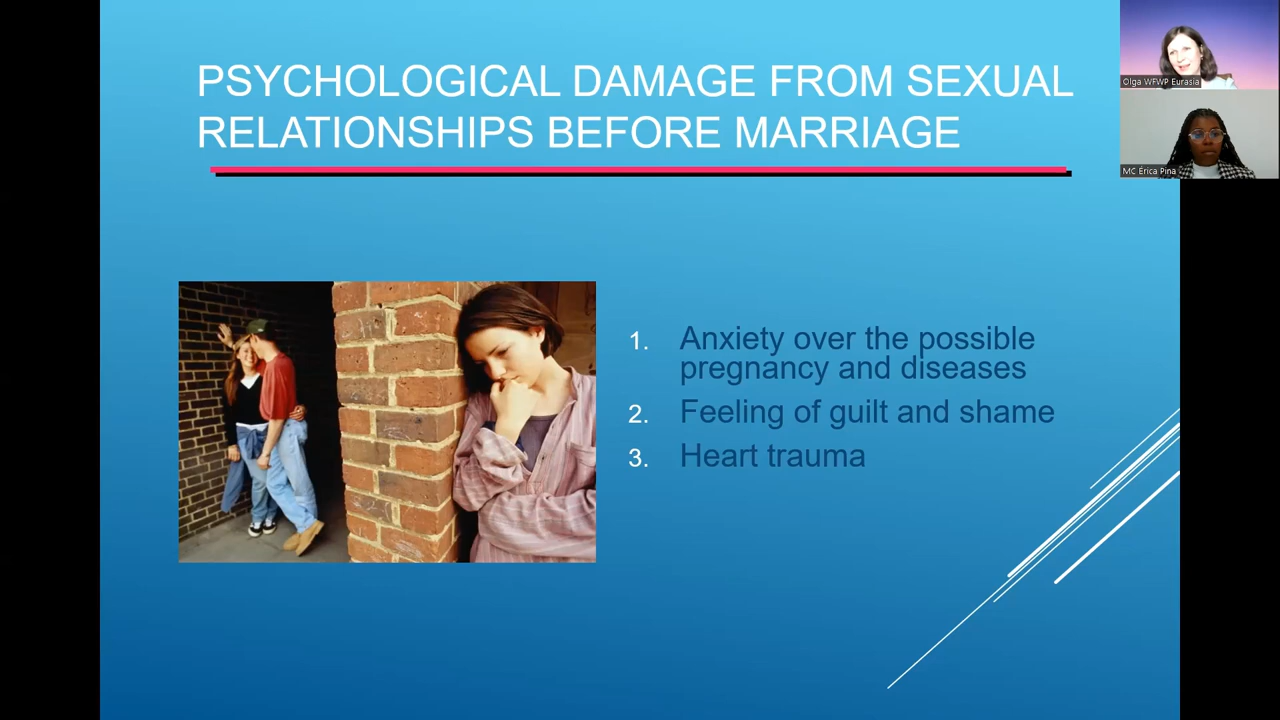 PSYCHOLOGICAL DAMAGE FROM SEXUAL
RELATIONSHIPS BEFORE MARRIAGE
Olga WFWP Eurasia
MC Érica Pina
1. Anxiety over the possible
pregnancy and diseases
2. Feeling of guilt and shame
3. Heart trauma